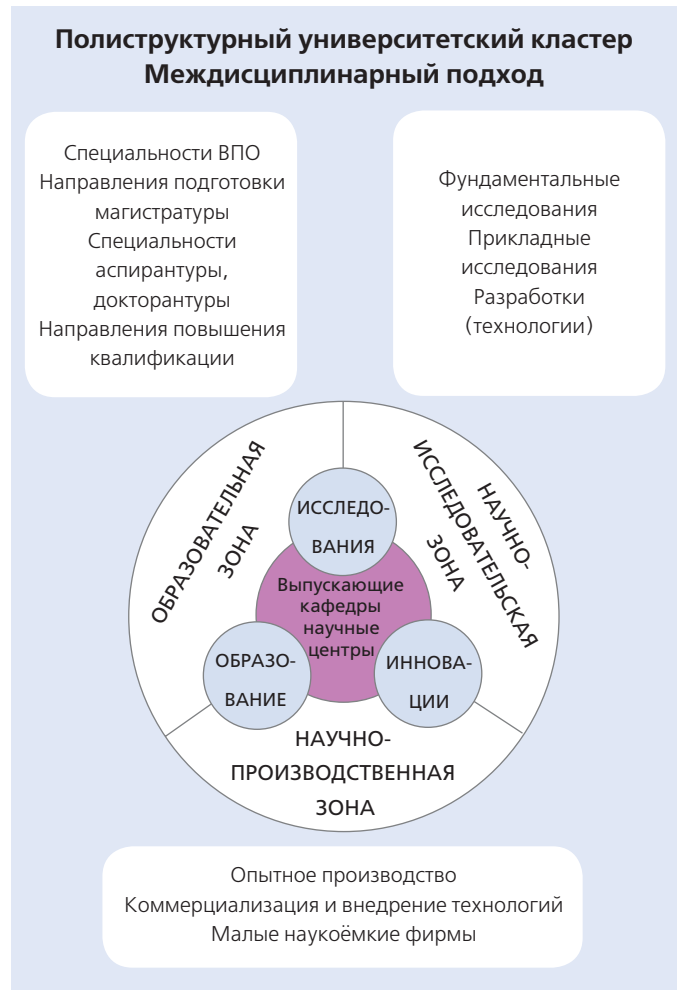 Полиструктурный университетский кластер
Междисциплинарный подход
Специальности ВПО
Направления подготовки
магистратуры
Специальности
аспирантуры,
докторантуры
Направления повышения
квалификации
Фундаментальные
исследования
Прикладные
исследования
Разработки
(технологии)
ОБРАЗОВАТЕЛЬНАЯ
ЗОНА
НАУЧНО-
ИССЛЕДОВАТЕЛЬСКАЯ
ЗОНА
ИССЛЕДО-
ВАНИЯ
Выпускающие
кафедры
научные
центры
ОБРАЗО-
ВАНИЕ
ИННОВА-
ЦИИ
НАУЧНО-
ПРОИЗВОДСТВЕННАЯ
ЗОНА
Опытное производство
Коммерциализация и внедрение технологий
Малые наукоёмкие фирмы